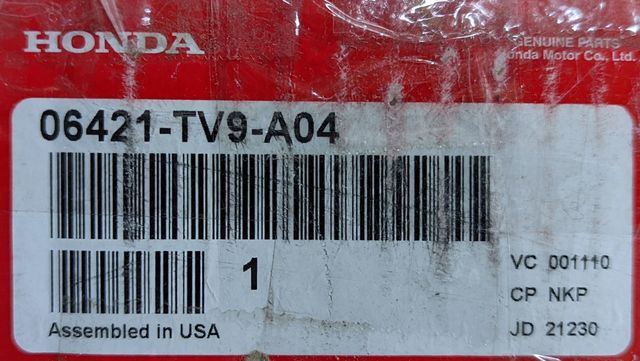 HONDA
GENUINE PARTS
Honda Motor Co., Ltd.
06421-TV9-A04
1
VC 001110
CP NKP
Assembled in USA
JD 21230